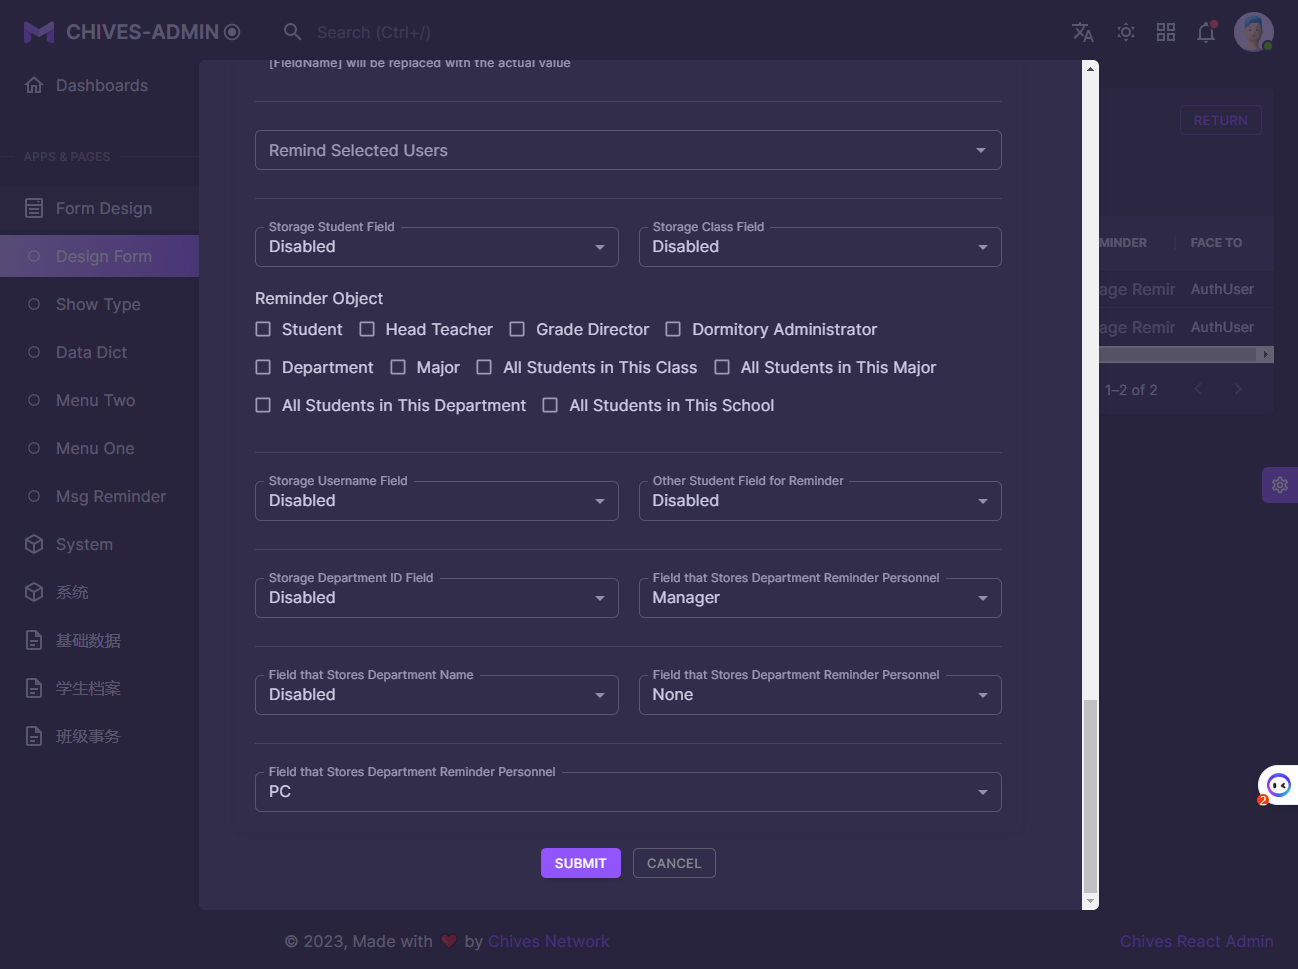 CHIVES-ADMIN
Search (Ctrl+/)
Dashboards
APPS & PAGES
Form Design
Design Form
Show Type
Data Dict
Menu Two
Menu One
Msg Reminder
System
系统
基础数据
学生档案
班级事务
[FieldName] will be replaced with the actual value
Remind Selected Users
Storage Student Field
Disabled
Storage Class Field
Disabled
Reminder Object
Student Head Teacher Grade Director Dormitory Administrator
Department Major All Students in This Class All Students in This Major
All Students in This Department All Students in This School
Storage Username Field
Disabled
Other Student Field for Reminder
Disabled
Storage Department ID Field
Disabled
Field that Stores Department Reminder Personnel
Manager
Field that Stores Department Name
Disabled
Field that Stores Department Reminder Personnel
None
Field that Stores Department Reminder Personnel
PC
SUBMIT
CANCEL
RETURN
MINDER FACE TO
age Remir AuthUser
age Remir AuthUser
1–2 of 2
2
© 2023, Made with ❤ by Chives Network
Chives React Admin